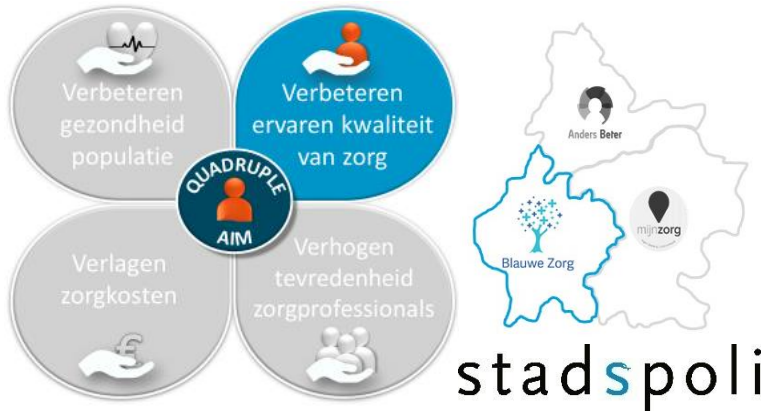 Verbeteren
gezondheid
populatie
Verbeteren
ervaren kwaliteit
van zorg
QUADRUPLE
AIM
Verlagen
zorgkosten
€
Verhogen
tevredenheid
zorgprofessionals
Anders Beter
mijnzorg
Blauwe Zorg
stadspoli